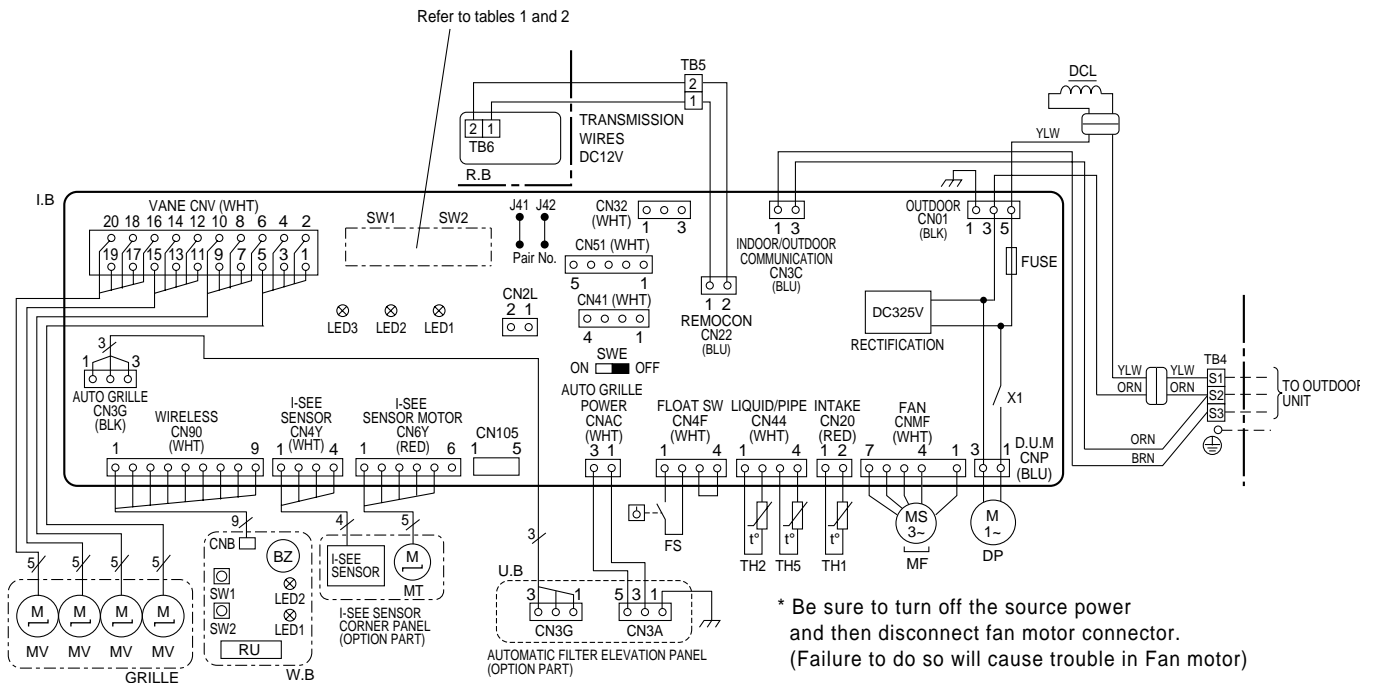 Refer to tables 1 and 2
TB5
2
1
DCL
YLW
TRANSMISSION
WIRES
DC12V
2 1
TB6
R.B
I.B
VANE CNV (WHT)
20 18 16 14 12 10 8 6 4 2
19 17 15 13 11 9 7 5 3 1
SW1 SW2
J41 J42
Pair No.
CN32
(WHT)
1 3
CN51 (WHT)
5 1
CN2L
2 1
CN41 (WHT)
4 1
1 3
INDOOR/OUTDOOR
COMMUNICATION
CN3C
(BLU)
OUTDOOR
CN01
(BLK)
1 3 5
FUSE
1 2
REMOCON
CN22
(BLU)
DC325V
RECTIFICATION
X1
LED3 LED2 LED1
SWE
ON OFF
3
1 3
AUTO GRILLE
CN3G
(BLK)
WIRELESS
CN90
(WHT)
1 9
I-SEE
SENSOR
CN4Y
(WHT)
1 4
I-SEE
SENSOR MOTOR
CN6Y
(RED)
1 6
CN105
1 5
AUTO GRILLE
POWER
CNAC
(WHT)
3 1
FLOAT SW
CN4F
(WHT)
1 4
LIQUID/PIPE
CN44
(WHT)
1 4
INTAKE
CN20
(RED)
1 2
FAN
CNMF
(WHT)
7 4 1
3 1
D.U.M
CNP
(BLU)
YLW YLW
ORN ORN
TB4
S1
S2
S3
TO OUTDOOR
UNIT
ORN
BRN
5 5 5 5
M M M M
MV MV MV MV
GRILLE
9
CNB
BZ
SW1
SW2
LED2
LED1
RU
W.B
4
I-SEE
SENSOR
5
M
MT
I-SEE SENSOR
CORNER PANEL
(OPTION PART)
3
U.B
3 1
CN3G
5 3 1
CN3A
AUTOMATIC FILTER ELEVATION PANEL
(OPTION PART)
FS
t° t° t°
TH2 TH5 TH1
MS
3~
MF
M
1~
DP
* Be sure to turn off the source power
and then disconnect fan motor connector.
(Failure to do so will cause trouble in Fan motor)